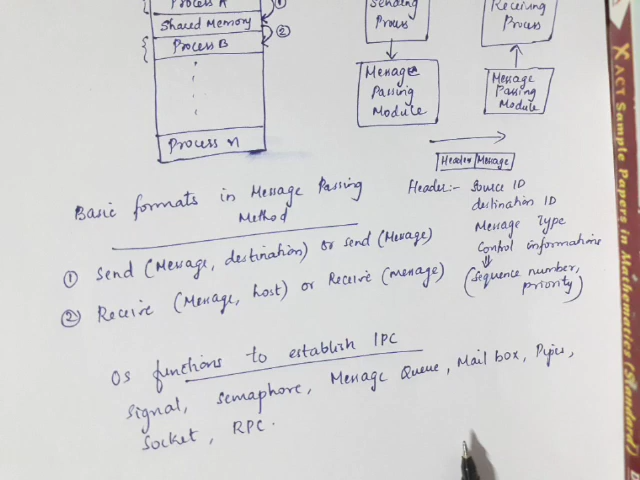 Process A
①
Shared Memory
②
Process B
Process n
Sending
Process
Message
Passing
Module
Receiving
Process
Message
Passing
Module
Header Message
Basic formats in Message Passing
Method
① Send (Message, destination) or send (Message)
② Receive (Message, host) or Receive (message)
Header:- Source ID
destination ID
Message Type
Control informations
(Sequence number,
priority)
OS functions to establish IPC
Signal, Semaphore, Message Queue, Mail box, Pipes,
Socket, RPC.
X ACT Sample Papers in Mathematics (Standard)